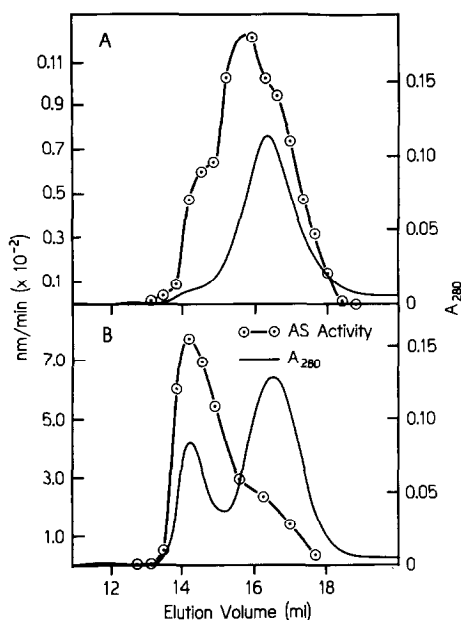 A
0.11
0.9
0.7
0.5
0.3
0.1
0.15
0.10
0.05
0
nm/min (x 10⁻²)
A₂₈₀
B
AS Activity
A₂₈₀
7.0
5.0
3.0
1.0
0.15
0.10
0.05
0
12 14 16 18
Elution Volume (ml)